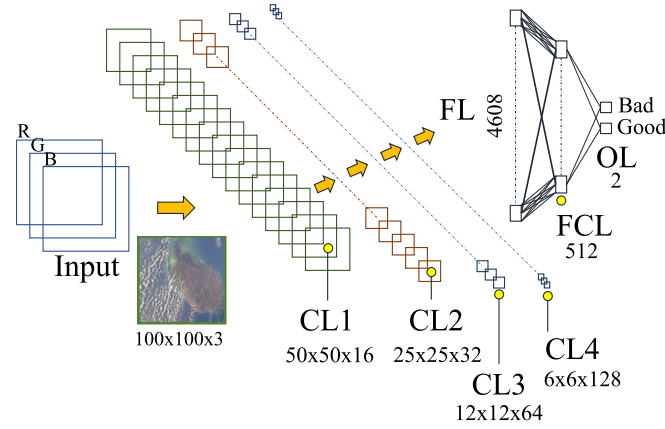 R
G
B
Input
100x100x3
CL1
50x50x16
CL2
25x25x32
CL3
12x12x64
CL4
6x6x128
FL
4608
FCL
512
Bad
Good
OL
2